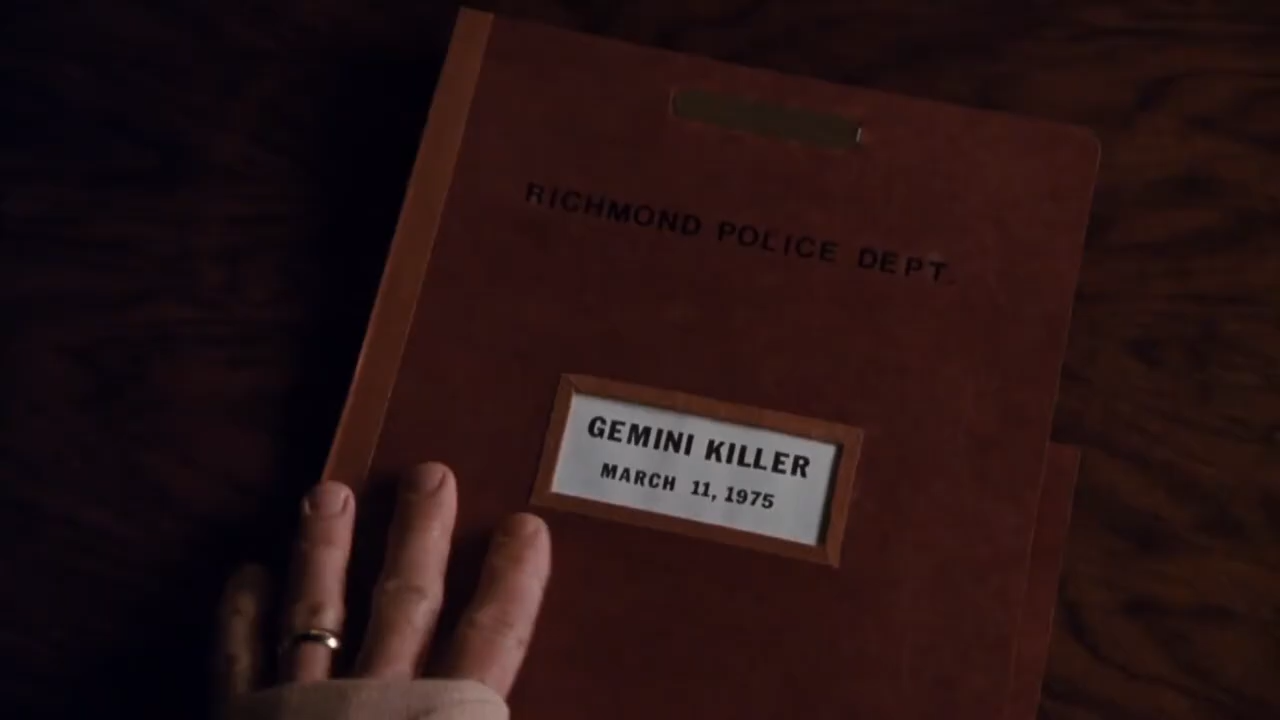 RICHMOND POLICE DEPT.
GEMINI KILLER
MARCH 11, 1975